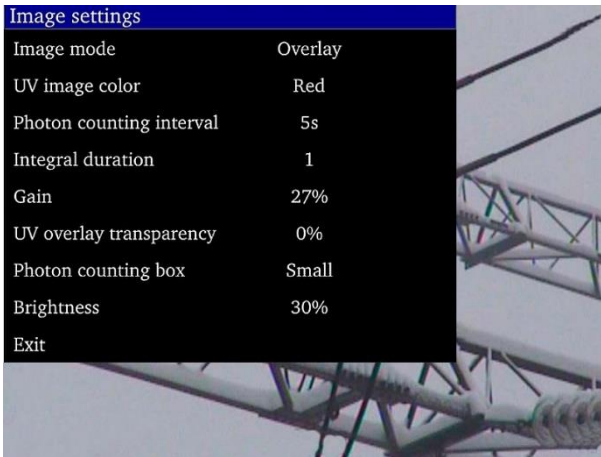 Image settings
Image mode Overlay
UV image color Red
Photon counting interval 5s
Integral duration 1
Gain 27%
UV overlay transparency 0%
Photon counting box Small
Brightness 30%
Exit